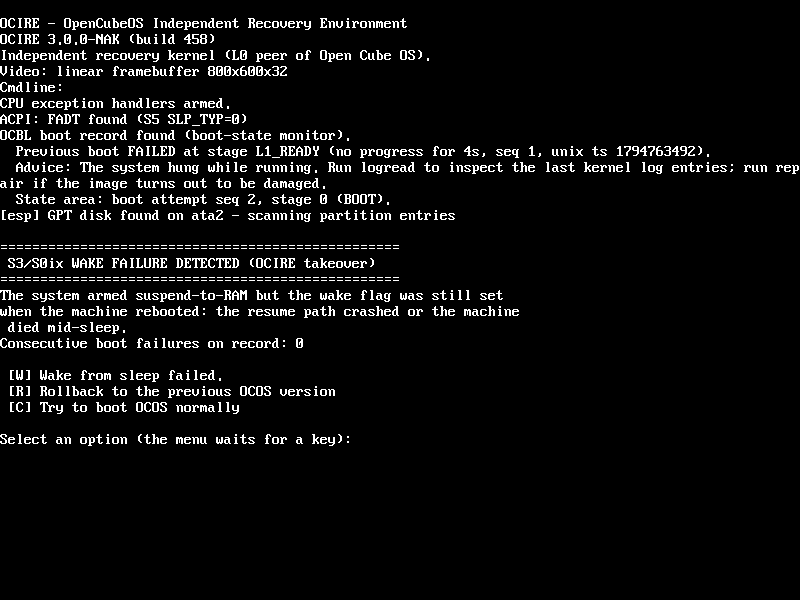 OCIRE - OpenCubeOS Independent Recovery Environment
OCIRE 3.0.0-NAK (build 458)
Independent recovery kernel (L0 peer of Open Cube OS).
Video: linear framebuffer 800x600x32
Cmdline:
CPU exception handlers armed.
ACPI: FADT found (S5 SLP_TYP=0)
OCBL boot record found (boot-state monitor).
  Previous boot FAILED at stage L1_READY (no progress for 4s, seq 1, unix ts 1794763492).
  Advice: The system hung while running. Run logread to inspect the last kernel log entries; run rep
air if the image turns out to be damaged.
  State area: boot attempt seq 2, stage 0 (BOOT).
[esp] GPT disk found on ata2 - scanning partition entries
==================================================
 S3/S0ix WAKE FAILURE DETECTED (OCIRE takeover)
==================================================
The system armed suspend-to-RAM but the wake flag was still set
when the machine rebooted: the resume path crashed or the machine
 died mid-sleep.
Consecutive boot failures on record: 0
 [W] Wake from sleep failed.
 [R] Rollback to the previous OCOS version
 [C] Try to boot OCOS normally
Select an option (the menu waits for a key):